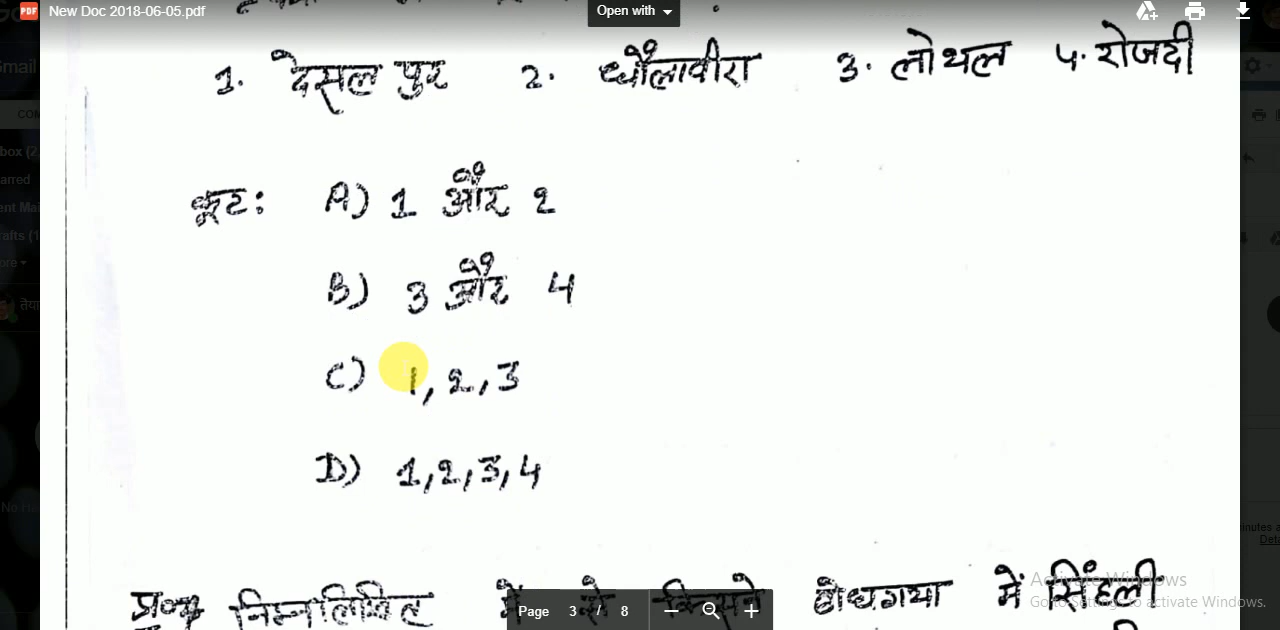 New Doc 2018-06-05.pdf
Open with
1. देसलपुर 2. धौलावीरा 3. लोथल 4. रोजदी
कूट: A) 1 और 2
B) 3 और 4
C) 1, 2, 3
D) 1, 2, 3, 4
निम्नलिखित में से किसने बोधगया में सिंहली
Page 3 / 8
Activate Windows
Go to Settings to activate Windows.